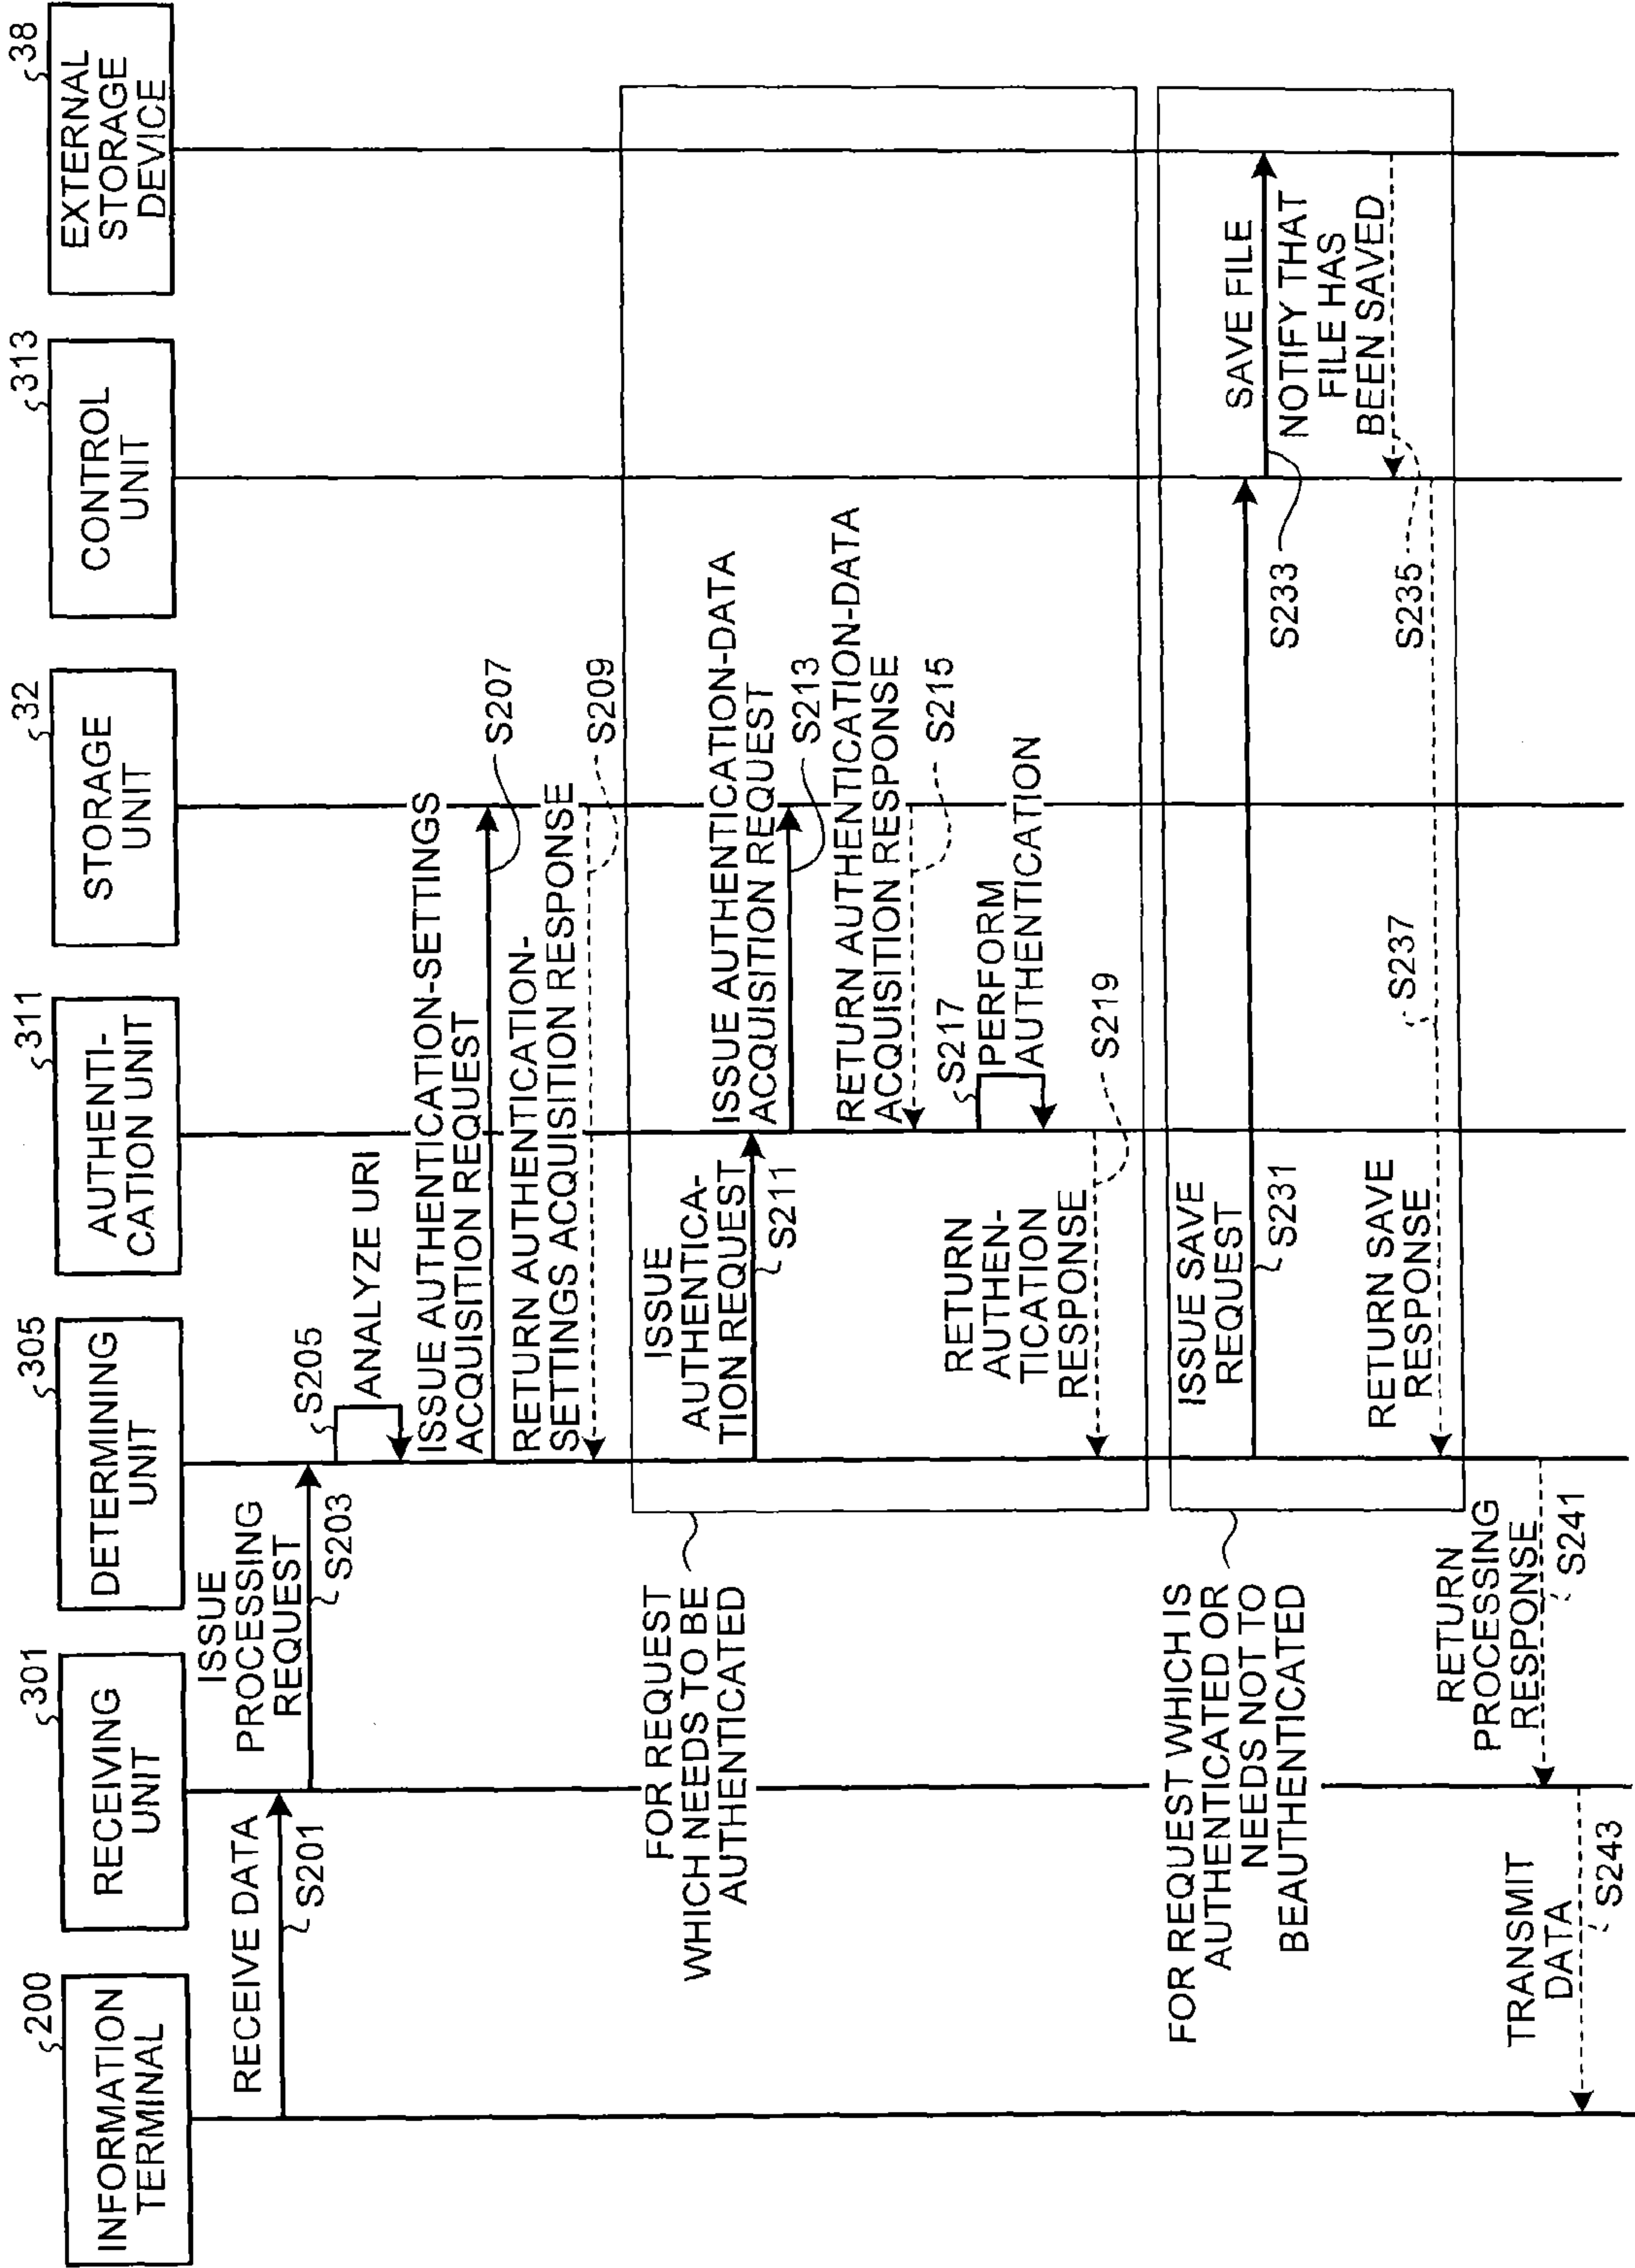 200
INFORMATION
TERMINAL
301
RECEIVING
UNIT
305
DETERMINING
UNIT
311
AUTHENTI-
CATION UNIT
32
STORAGE
UNIT
313
CONTROL
UNIT
38
EXTERNAL
STORAGE
DEVICE
RECEIVE DATA
S201
ISSUE
PROCESSING
REQUEST
S203
S205
ANALYZE URI
ISSUE AUTHENTICATION-SETTINGS
ACQUISITION REQUEST
S207
RETURN AUTHENTICATION-
SETTINGS ACQUISITION RESPONSE
S209
FOR REQUEST
WHICH NEEDS TO BE
AUTHENTICATED
ISSUE
AUTHENTICA-
TION REQUEST
S211
ISSUE AUTHENTICATION-DATA
ACQUISITION REQUEST
S213
RETURN AUTHENTICATION-DATA
ACQUISITION RESPONSE
S215
S217
PERFORM
AUTHENTICATION
RETURN
AUTHEN-
TICATION
RESPONSE
S219
FOR REQUEST WHICH IS
AUTHENTICATED OR
NEEDS NOT TO
BEAUTHENTICATED
ISSUE SAVE
REQUEST
S231
SAVE FILE
S233
NOTIFY THAT
FILE HAS
BEEN SAVED
S235
RETURN SAVE
RESPONSE
S237
RETURN
PROCESSING
RESPONSE
S241
TRANSMIT
DATA
S243